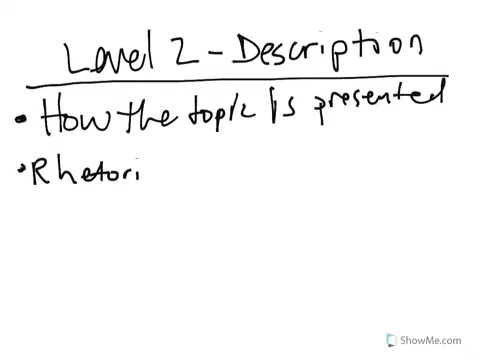 Level 2 - Description
• How the topic is presented
• Rhetori
ShowMe.com